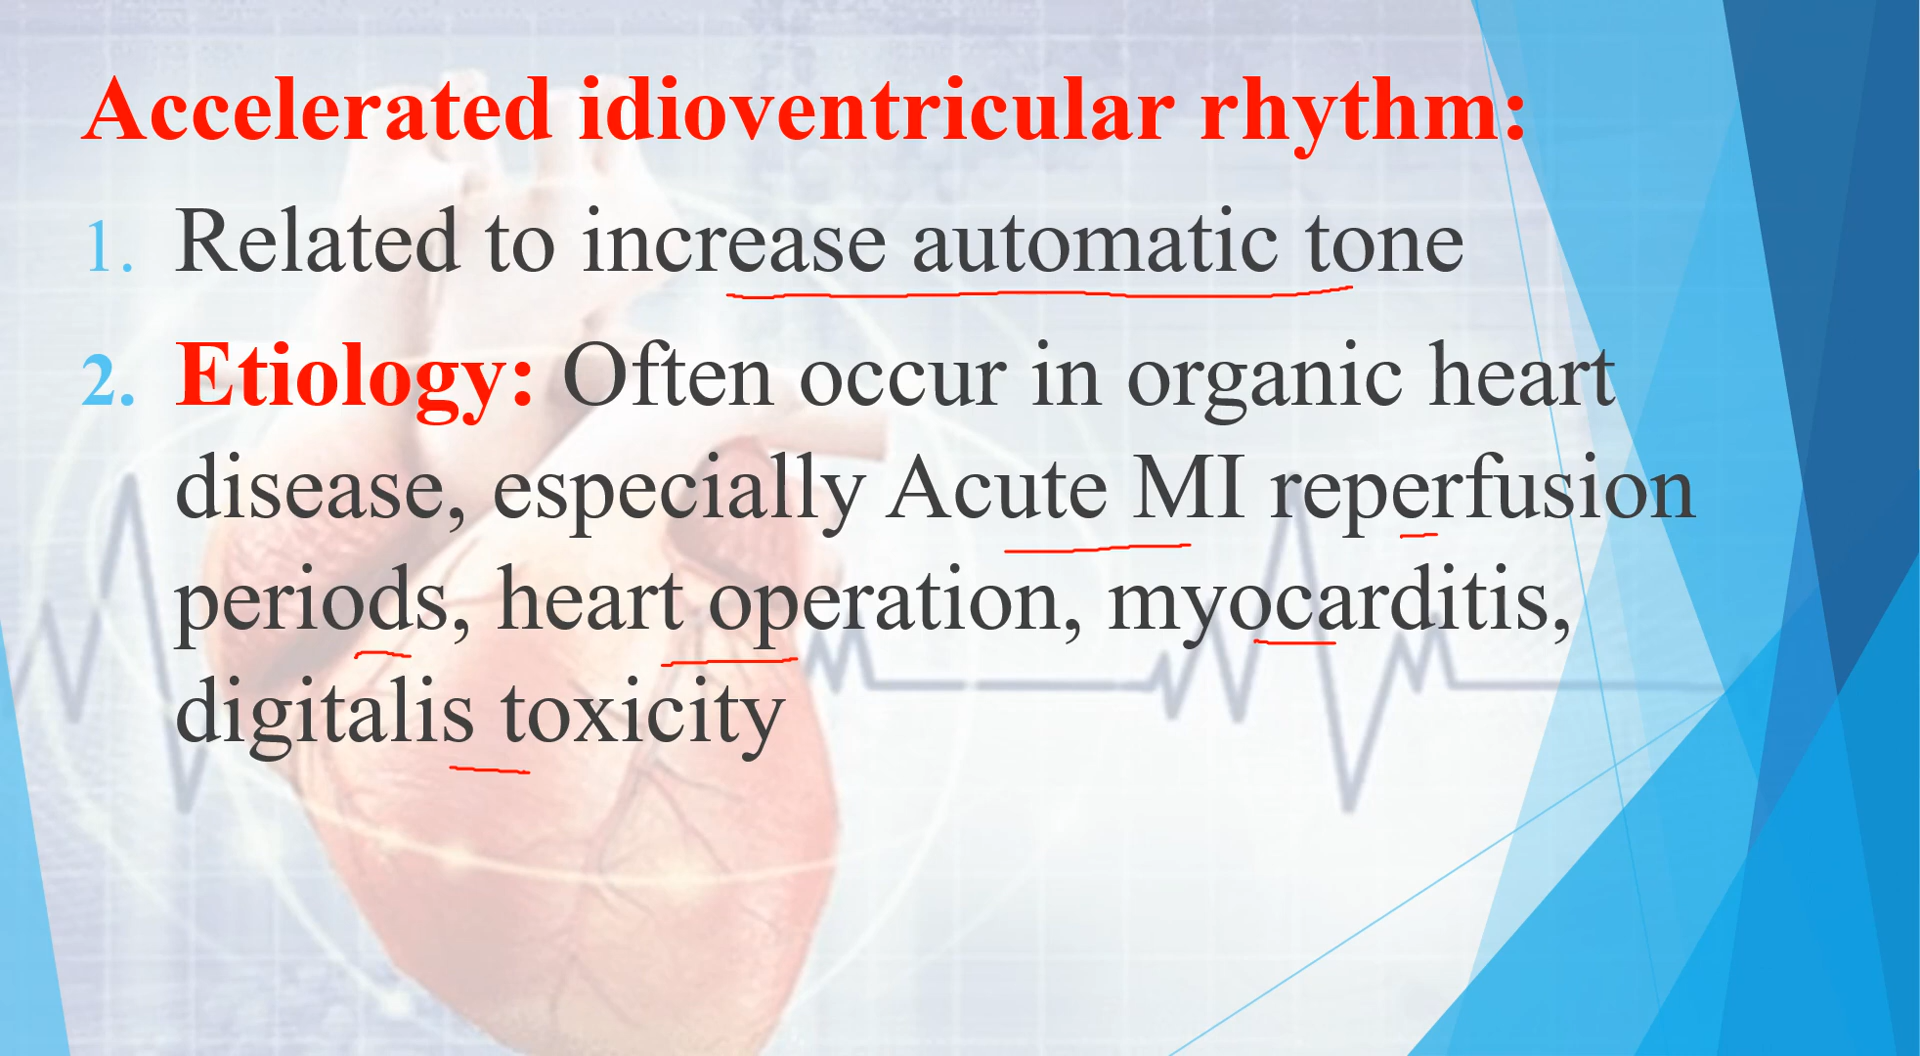 Accelerated idioventricular rhythm:
1. Related to increase automatic tone
2. Etiology: Often occur in organic heart
disease, especially Acute MI reperfusion
periods, heart operation, myocarditis,
digitalis toxicity